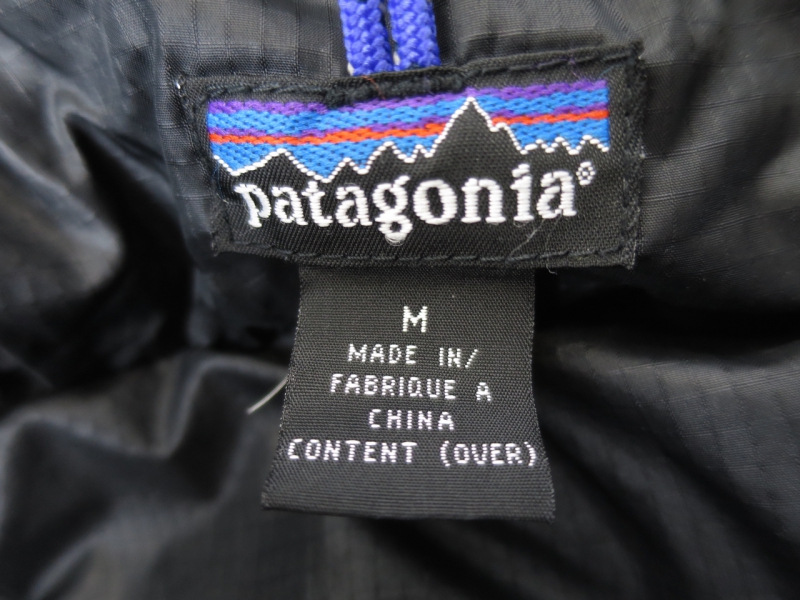 patagonia®
M
MADE IN/
FABRIQUE A
CHINA
CONTENT (OVER)